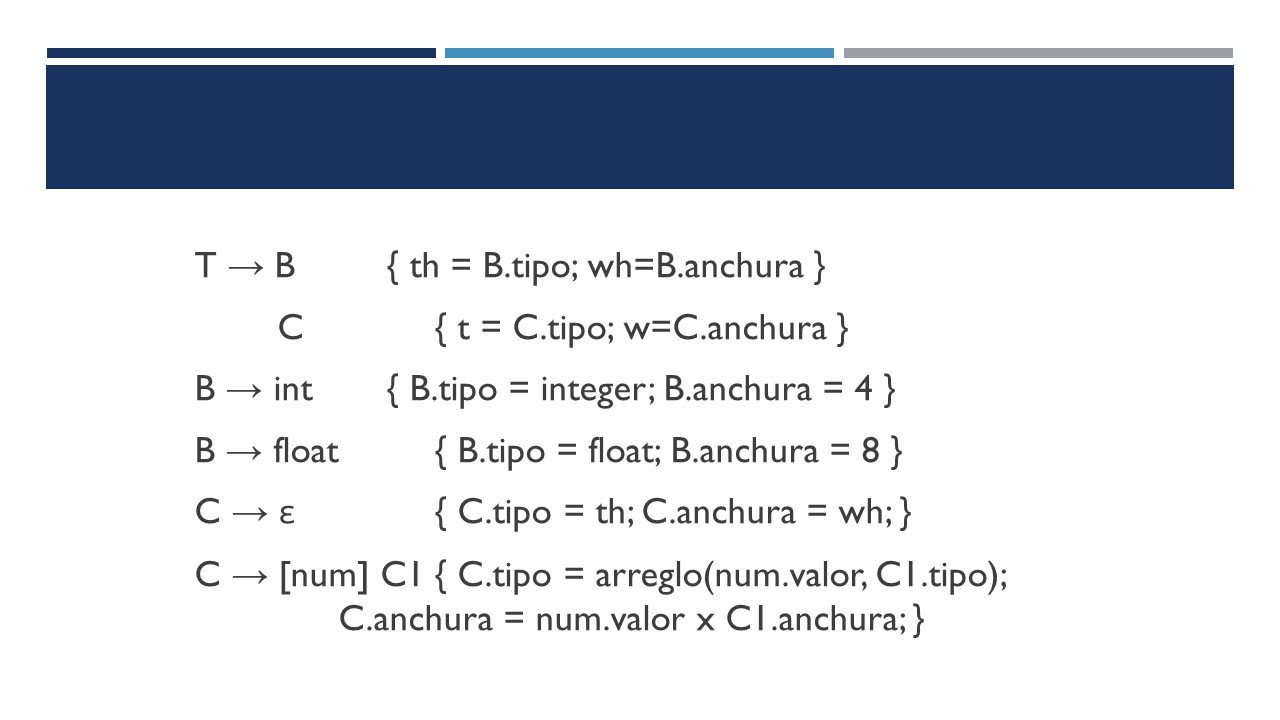 T → B { th = B.tipo; wh=B.anchura }
C { t = C.tipo; w=C.anchura }
B → int { B.tipo = integer; B.anchura = 4 }
B → float { B.tipo = float; B.anchura = 8 }
C → ε { C.tipo = th; C.anchura = wh; }
C → [num] C1 { C.tipo = arreglo(num.valor, C1.tipo);
C.anchura = num.valor x C1.anchura; }